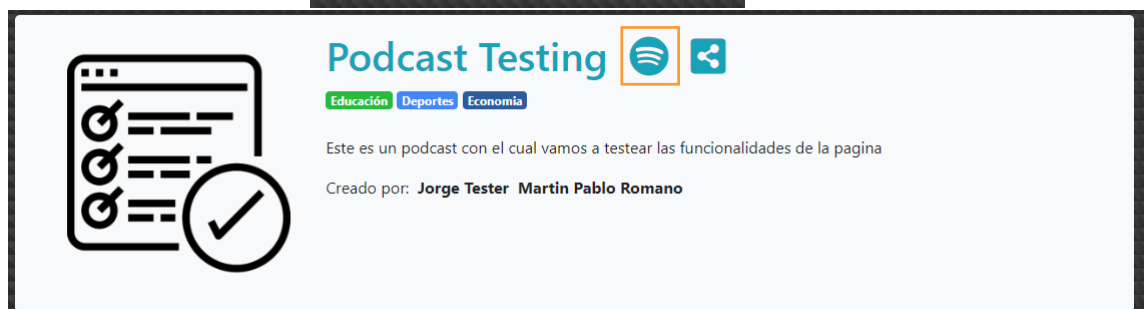 Podcast Testing
Educación Deportes Economia
Este es un podcast con el cual vamos a testear las funcionalidades de la pagina
Creado por: Jorge Tester Martin Pablo Romano